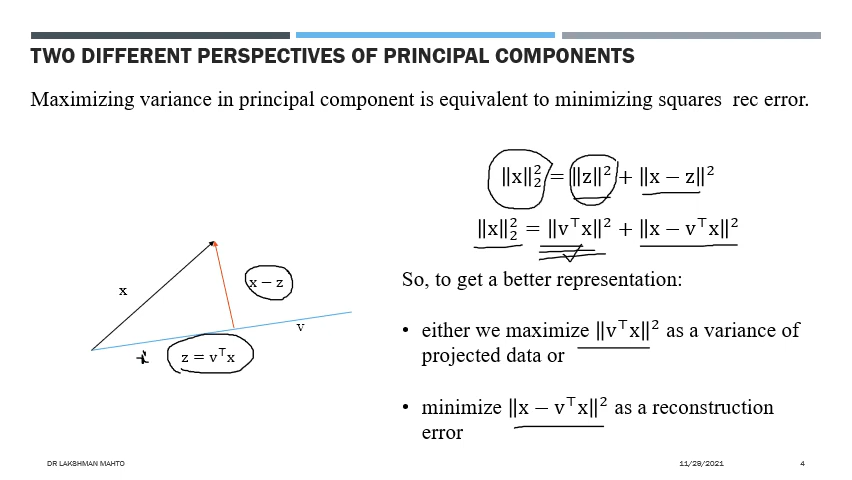 TWO DIFFERENT PERSPECTIVES OF PRINCIPAL COMPONENTS
Maximizing variance in principal component is equivalent to minimizing squares rec error.
‖x‖₂² = ‖z‖² + ‖x − z‖²
‖x‖₂² = ‖vᵀx‖² + ‖x − vᵀx‖²
So, to get a better representation:
• either we maximize ‖vᵀx‖² as a variance of
projected data or
• minimize ‖x − vᵀx‖² as a reconstruction
error
x
x − z
v
z = vᵀx
DR LAKSHMAN MAHTO
11/28/2021
4